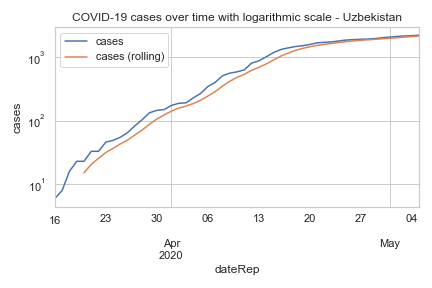 COVID-19 cases over time with logarithmic scale - Uzbekistan
cases
cases (rolling)
10³
10²
10¹
cases
16 23 30 06 13 20 27 04
Apr May
2020
dateRep